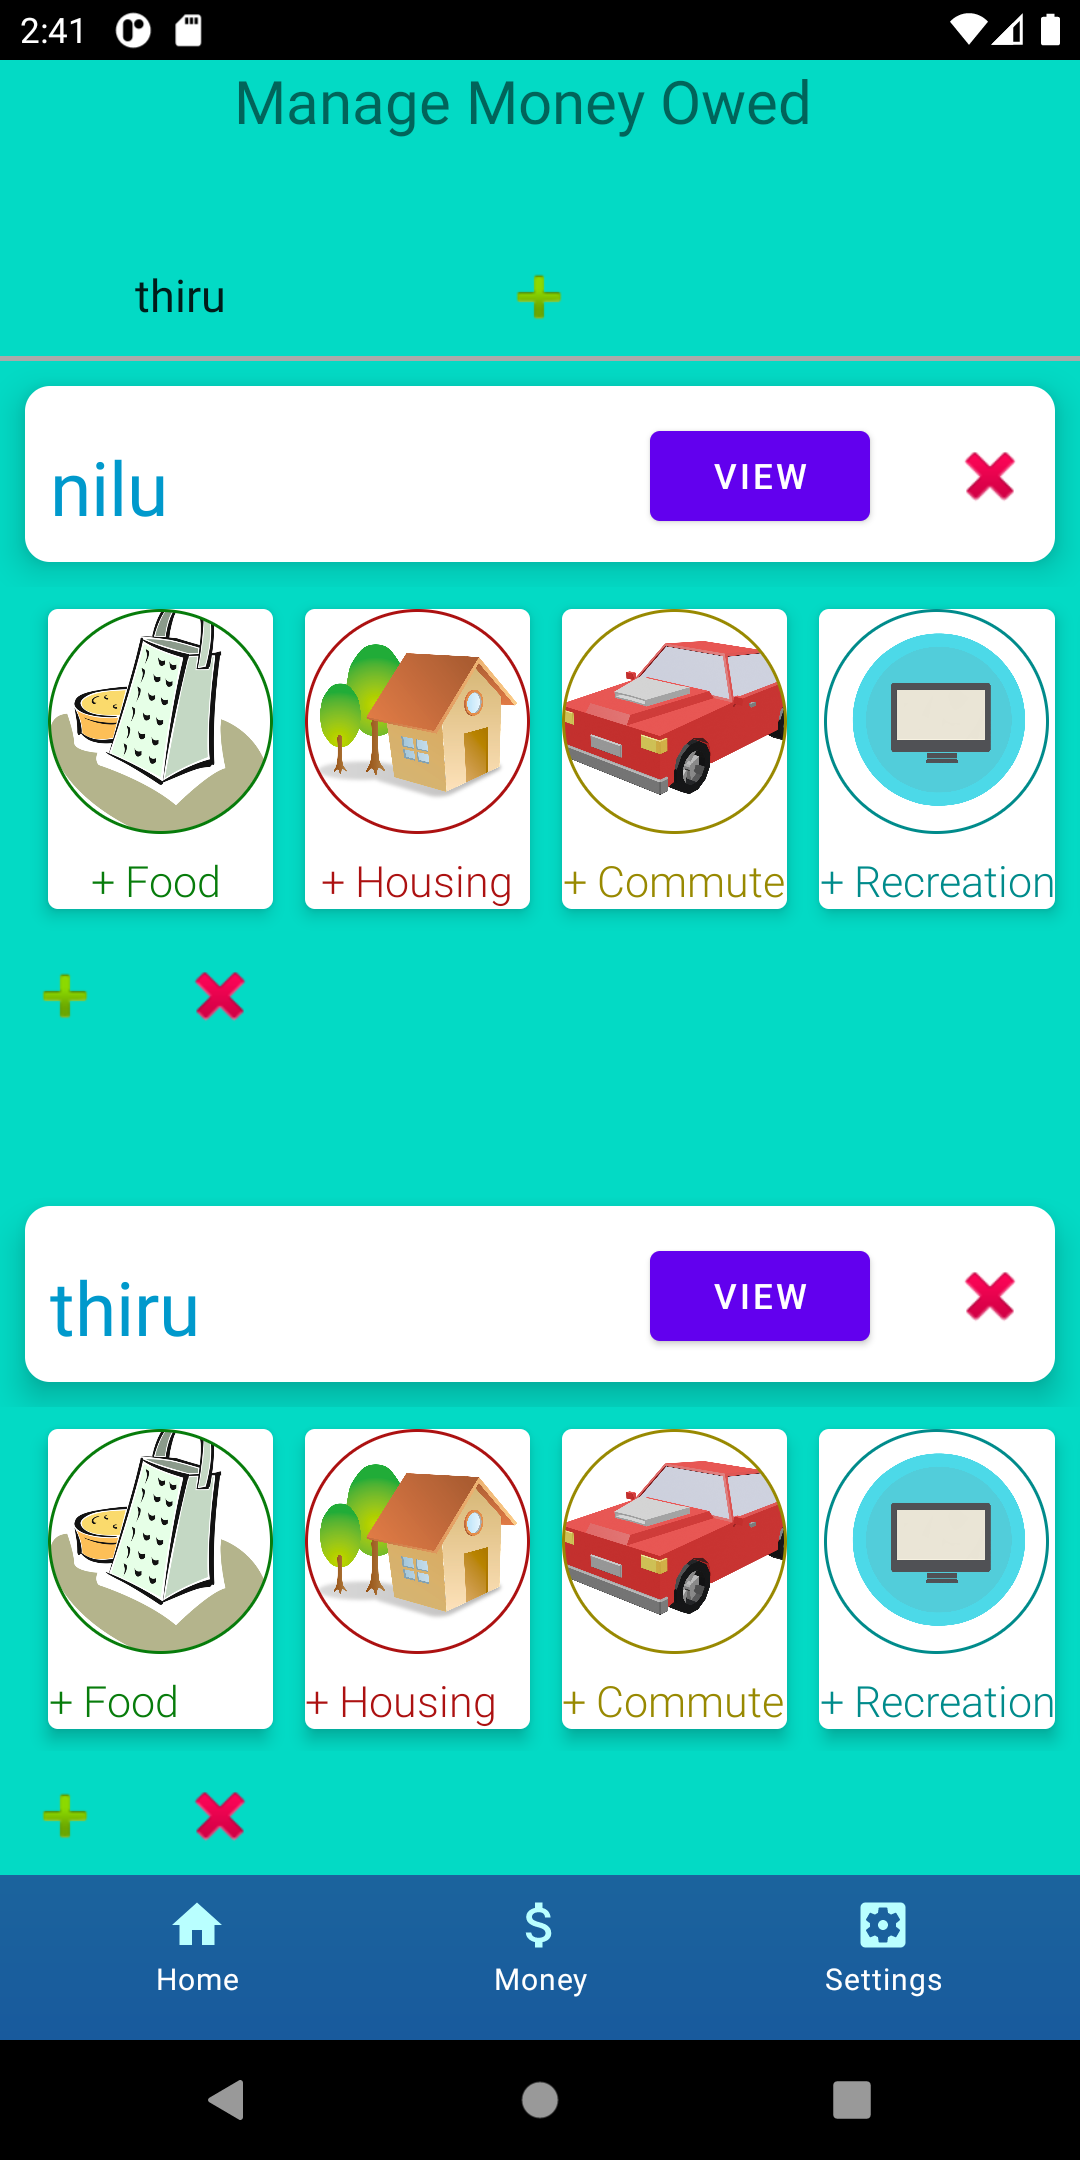 2:41
Manage Money Owed
thiru
nilu
VIEW
+ Food
+ Housing
+ Commute
+ Recreation
thiru
VIEW
+ Food
+ Housing
+ Commute
+ Recreation
Home
Money
Settings